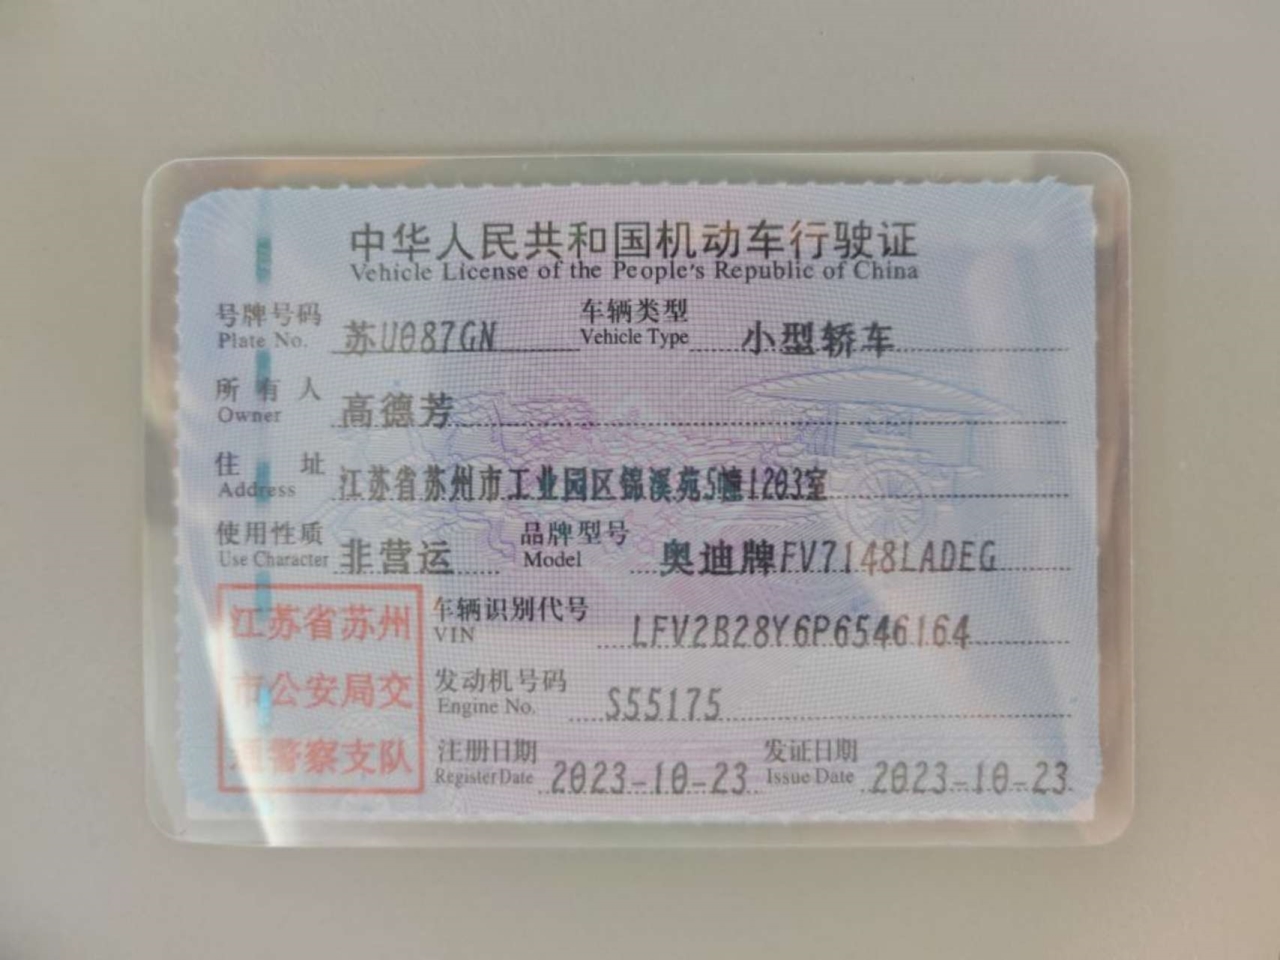 中华人民共和国机动车行驶证
Vehicle License of the People's Republic of China
号牌号码 苏U087GN 车辆类型 小型轿车
Plate No. Vehicle Type
所有人 高德芳
Owner
住址 江苏省苏州市工业园区锦溪苑5幢1203室
Address
使用性质 非营运 品牌型号 奥迪牌FV7148LADEG
Use Character Model
江苏省苏州
市公安局交
通警察支队
车辆识别代号 LFV2B28Y6P6546164
VIN
发动机号码 S55175
Engine No.
注册日期 2023-10-23 发证日期 2023-10-23
Register Date Issue Date